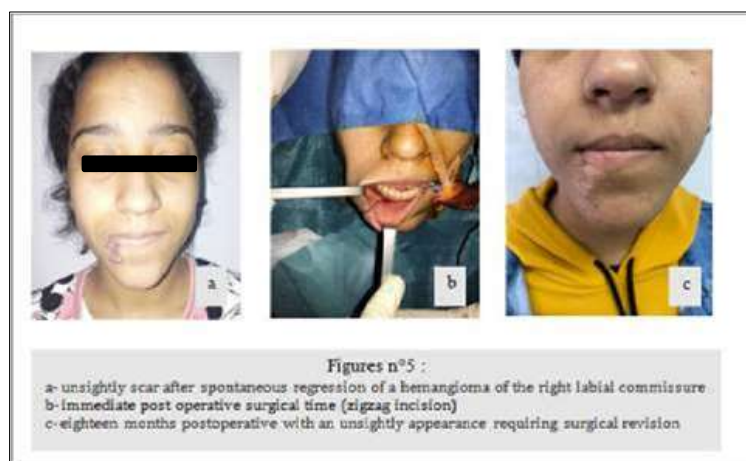 a
b
c
Figures n°5 :
a- unsightly scar after spontaneous regression of a hemangioma of the right labial commissure
b-immediate post operative surgical time (zigzag incision)
c-eighteen months postoperative with an unsightly appearance requiring surgical revision